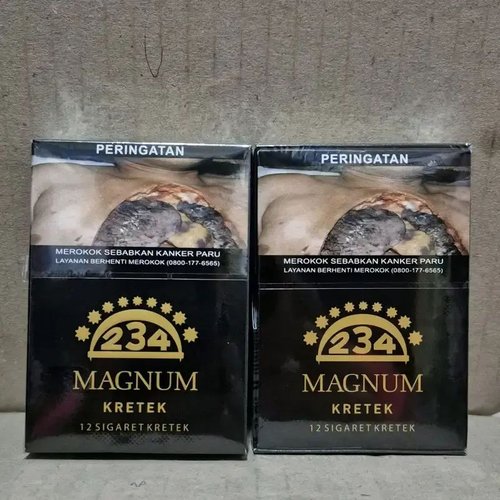 PERINGATAN
MEROKOK SEBABKAN KANKER PARU
LAYANAN BERHENTI MEROKOK (0800-177-6565)
234
MAGNUM
KRETEK
12 SIGARET KRETEK
PERINGATAN
MEROKOK SEBABKAN KANKER PARU
LAYANAN BERHENTI MEROKOK (0800-177-6565)
234
MAGNUM
KRETEK
12 SIGARET KRETEK